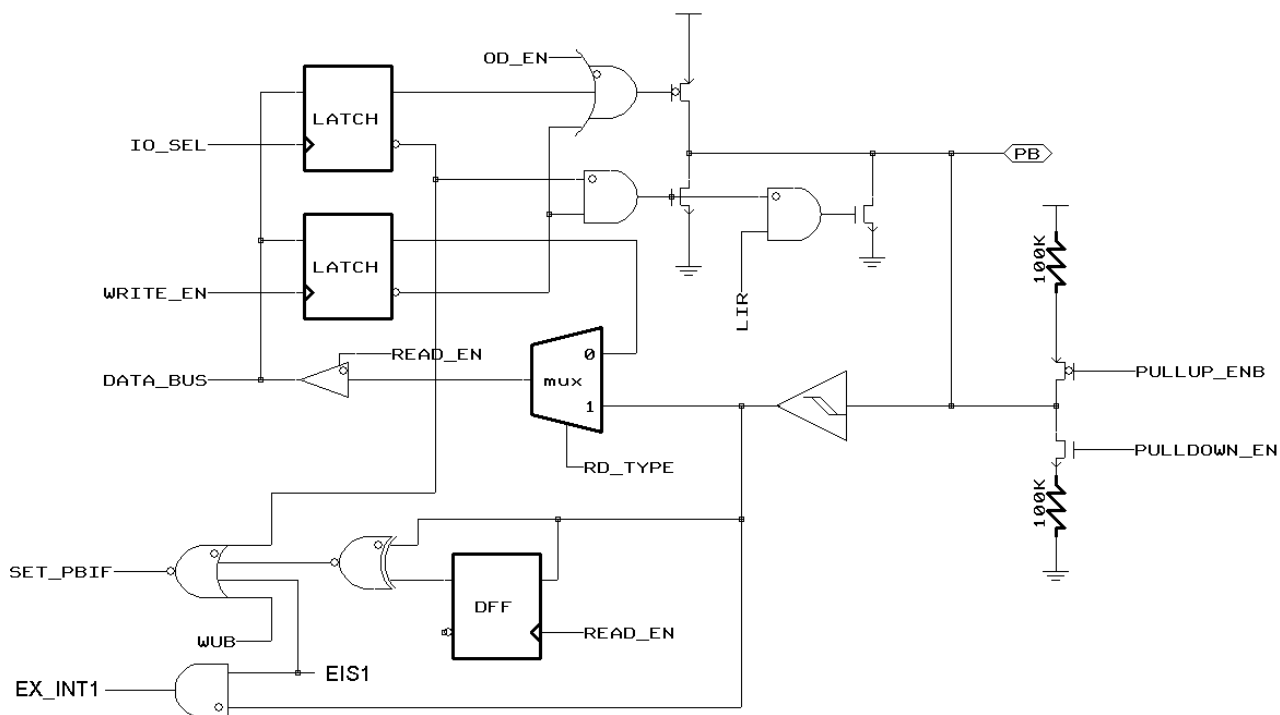 OD_EN
LATCH
IO_SEL
PB
LATCH
WRITE_EN
LIR
100K
READ_EN
DATA_BUS
0
mux
1
PULLUP_ENB
RD_TYPE
PULLDOWN_EN
100K
SET_PBIF
DFF
READ_EN
WUB
EIS1
EX_INT1